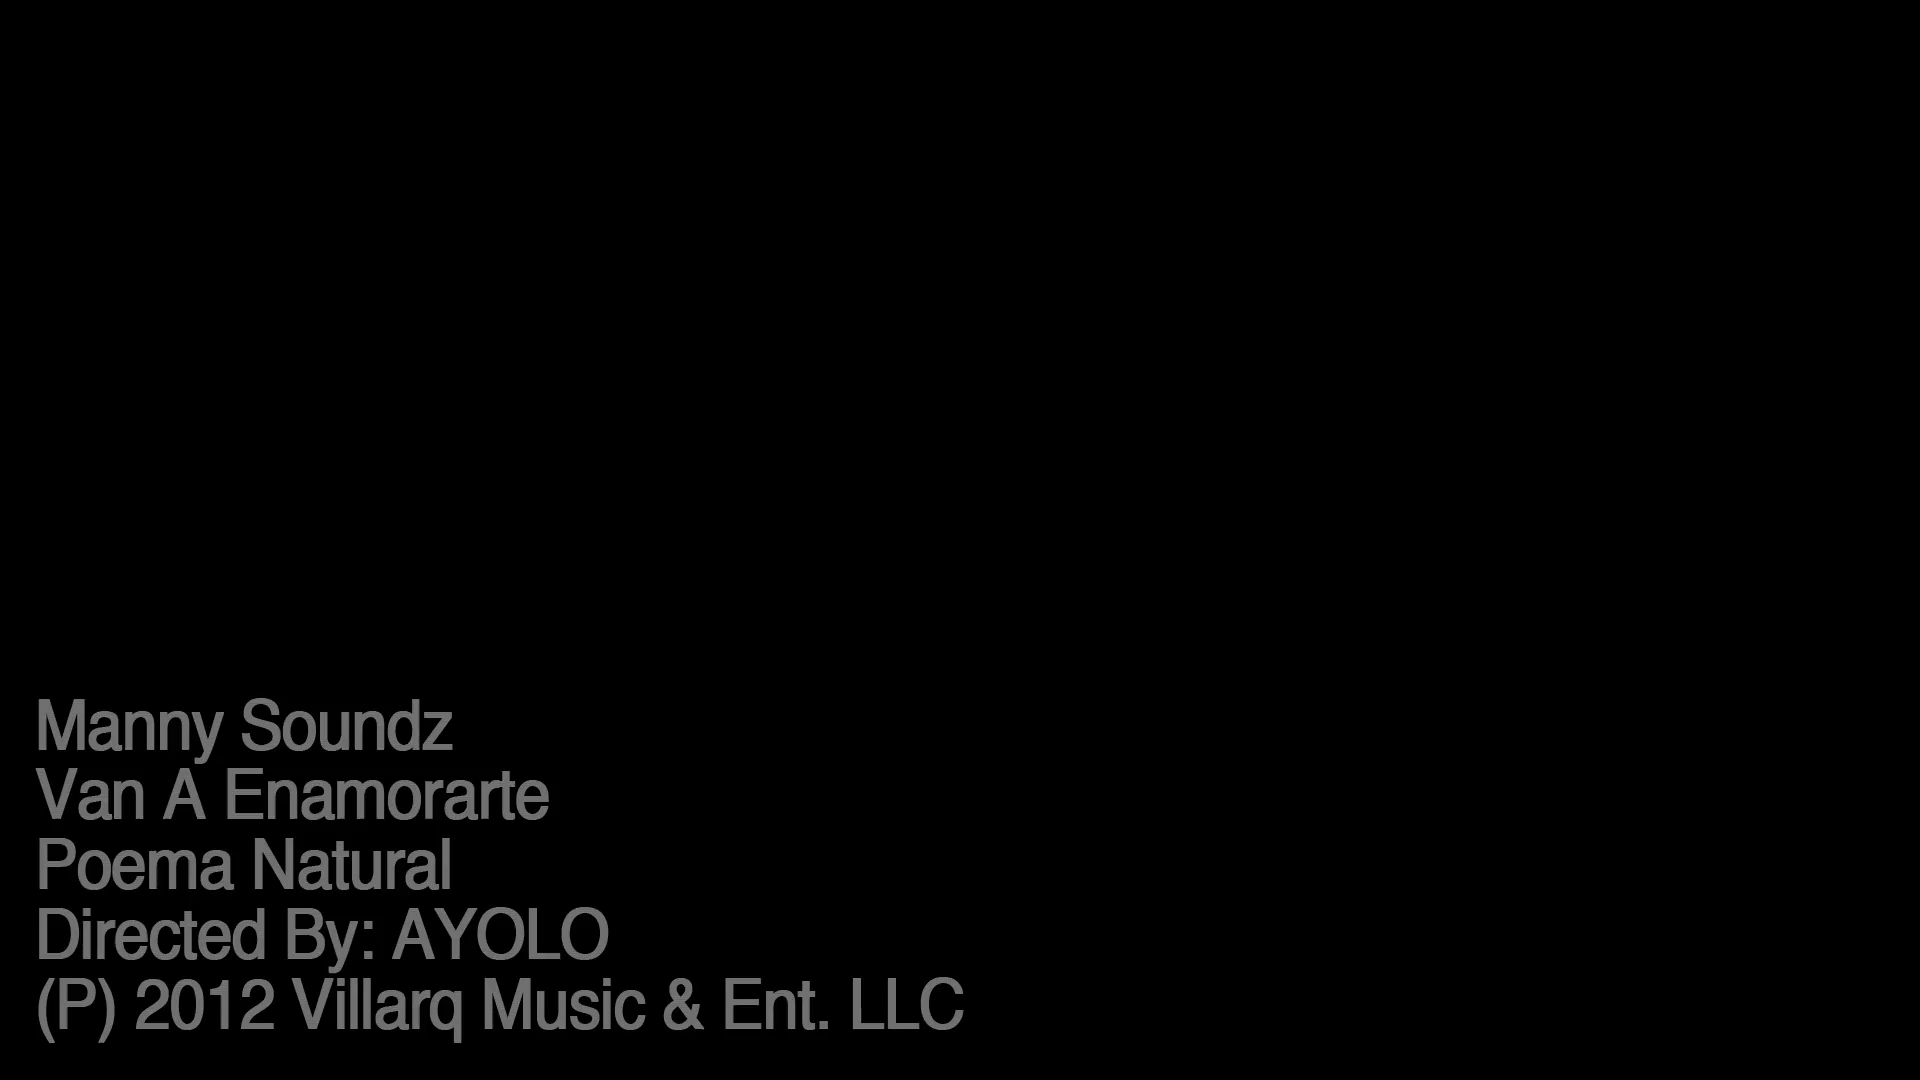 Manny Soundz
Van A Enamorarte
Poema Natural
Directed By: AYOLO
(P) 2012 Villarq Music & Ent. LLC